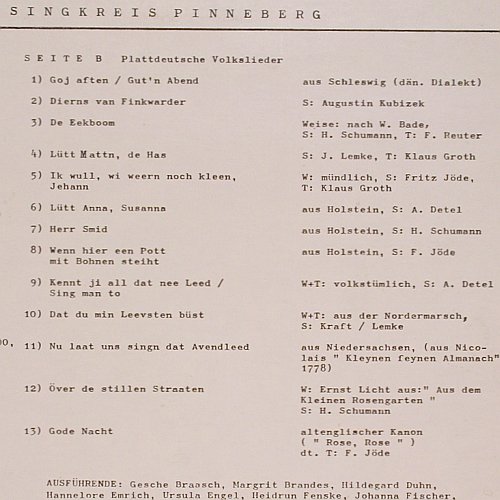 SINGKREIS PINNEBERG
SEITE B Plattdeutsche Volkslieder
1) Goj aften / Gut'n Abend aus Schleswig (dän. Dialekt)
2) Dierns van Finkwarder S: Augustin Kubizek
3) De Eekboom Weise: nach W. Bade,
S: H. Schumann, T: F. Reuter
4) Lütt Mattn, de Has S: J. Lemke, T: Klaus Groth
5) Ik wull, wi weern noch kleen, W: mündlich, S: Fritz Jöde,
Jehann T: Klaus Groth
6) Lütt Anna, Susanna aus Holstein, S: A. Detel
7) Herr Smid aus Holstein, S: H. Schumann
8) Wenn hier een Pott aus Holstein, S: F. Jöde
mit Bohnen steiht
9) Kennt ji all dat nee Leed / W+T: volkstümlich, S: A. Detel
Sing man to
10) Dat du min Leevsten büst W+T: aus der Nordermarsch,
S: Kraft / Lemke
00,
11) Nu laat uns singn dat Avendleed aus Niedersachsen, (aus Nico-
lais " Kleynen feynen Almanach"
1778)
12) Över de stillen Straaten W: Ernst Licht aus:" Aus dem
Kleinen Rosengarten "
S: H. Schumann
13) Gode Nacht altenglischer Kanon
( " Rose, Rose " )
dt. T: F. Jöde
AUSFÜHRENDE: Gesche Braasch, Margrit Brandes, Hildegard Duhn,
Hannelore Emrich, Ursula Engel, Heidrun Fenske, Johanna Fischer,